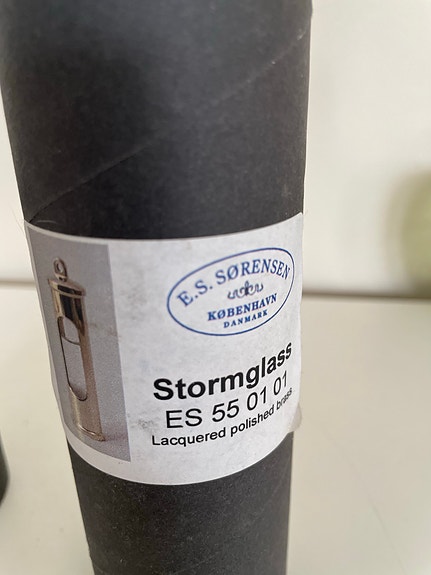 E.S. SØRENSEN
KØBENHAVN
DANMARK
Stormglass
ES 55 01 01
Lacquered polished brass